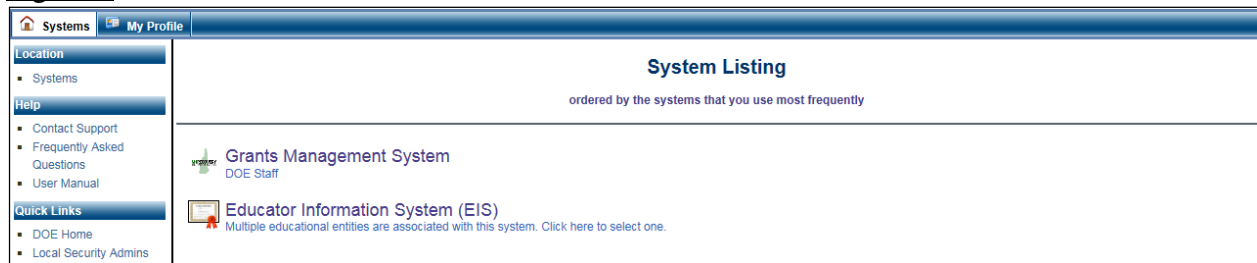 Systems My Profile
Location
Systems
Help
Contact Support
Frequently Asked
Questions
User Manual
Quick Links
DOE Home
Local Security Admins
System Listing
ordered by the systems that you use most frequently
Grants Management System
DOE Staff
Educator Information System (EIS)
Multiple educational entities are associated with this system. Click here to select one.